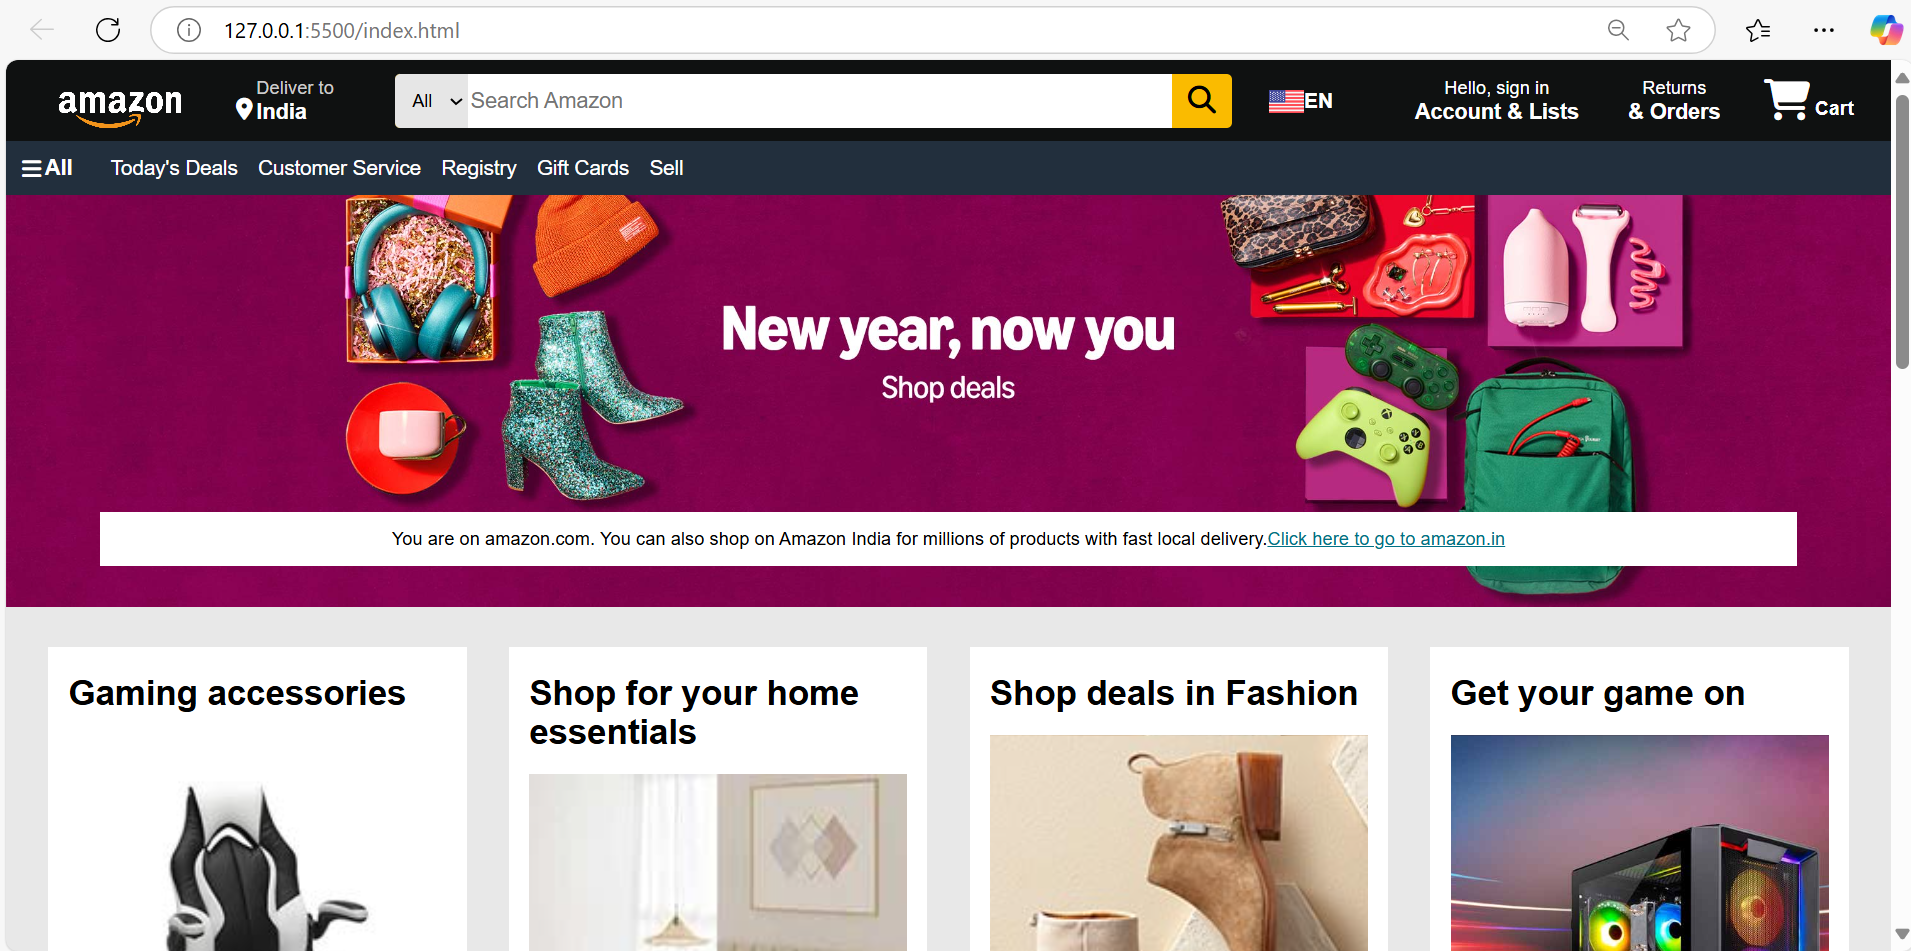 127.0.0.1:5500/index.html
amazon
Deliver to
India
All
Search Amazon
EN
Hello, sign in
Account & Lists
Returns
& Orders
Cart
All
Today's Deals
Customer Service
Registry
Gift Cards
Sell
New year, now you
Shop deals
You are on amazon.com. You can also shop on Amazon India for millions of products with fast local delivery.Click here to go to amazon.in
Gaming accessories
Shop for your home
essentials
Shop deals in Fashion
Get your game on